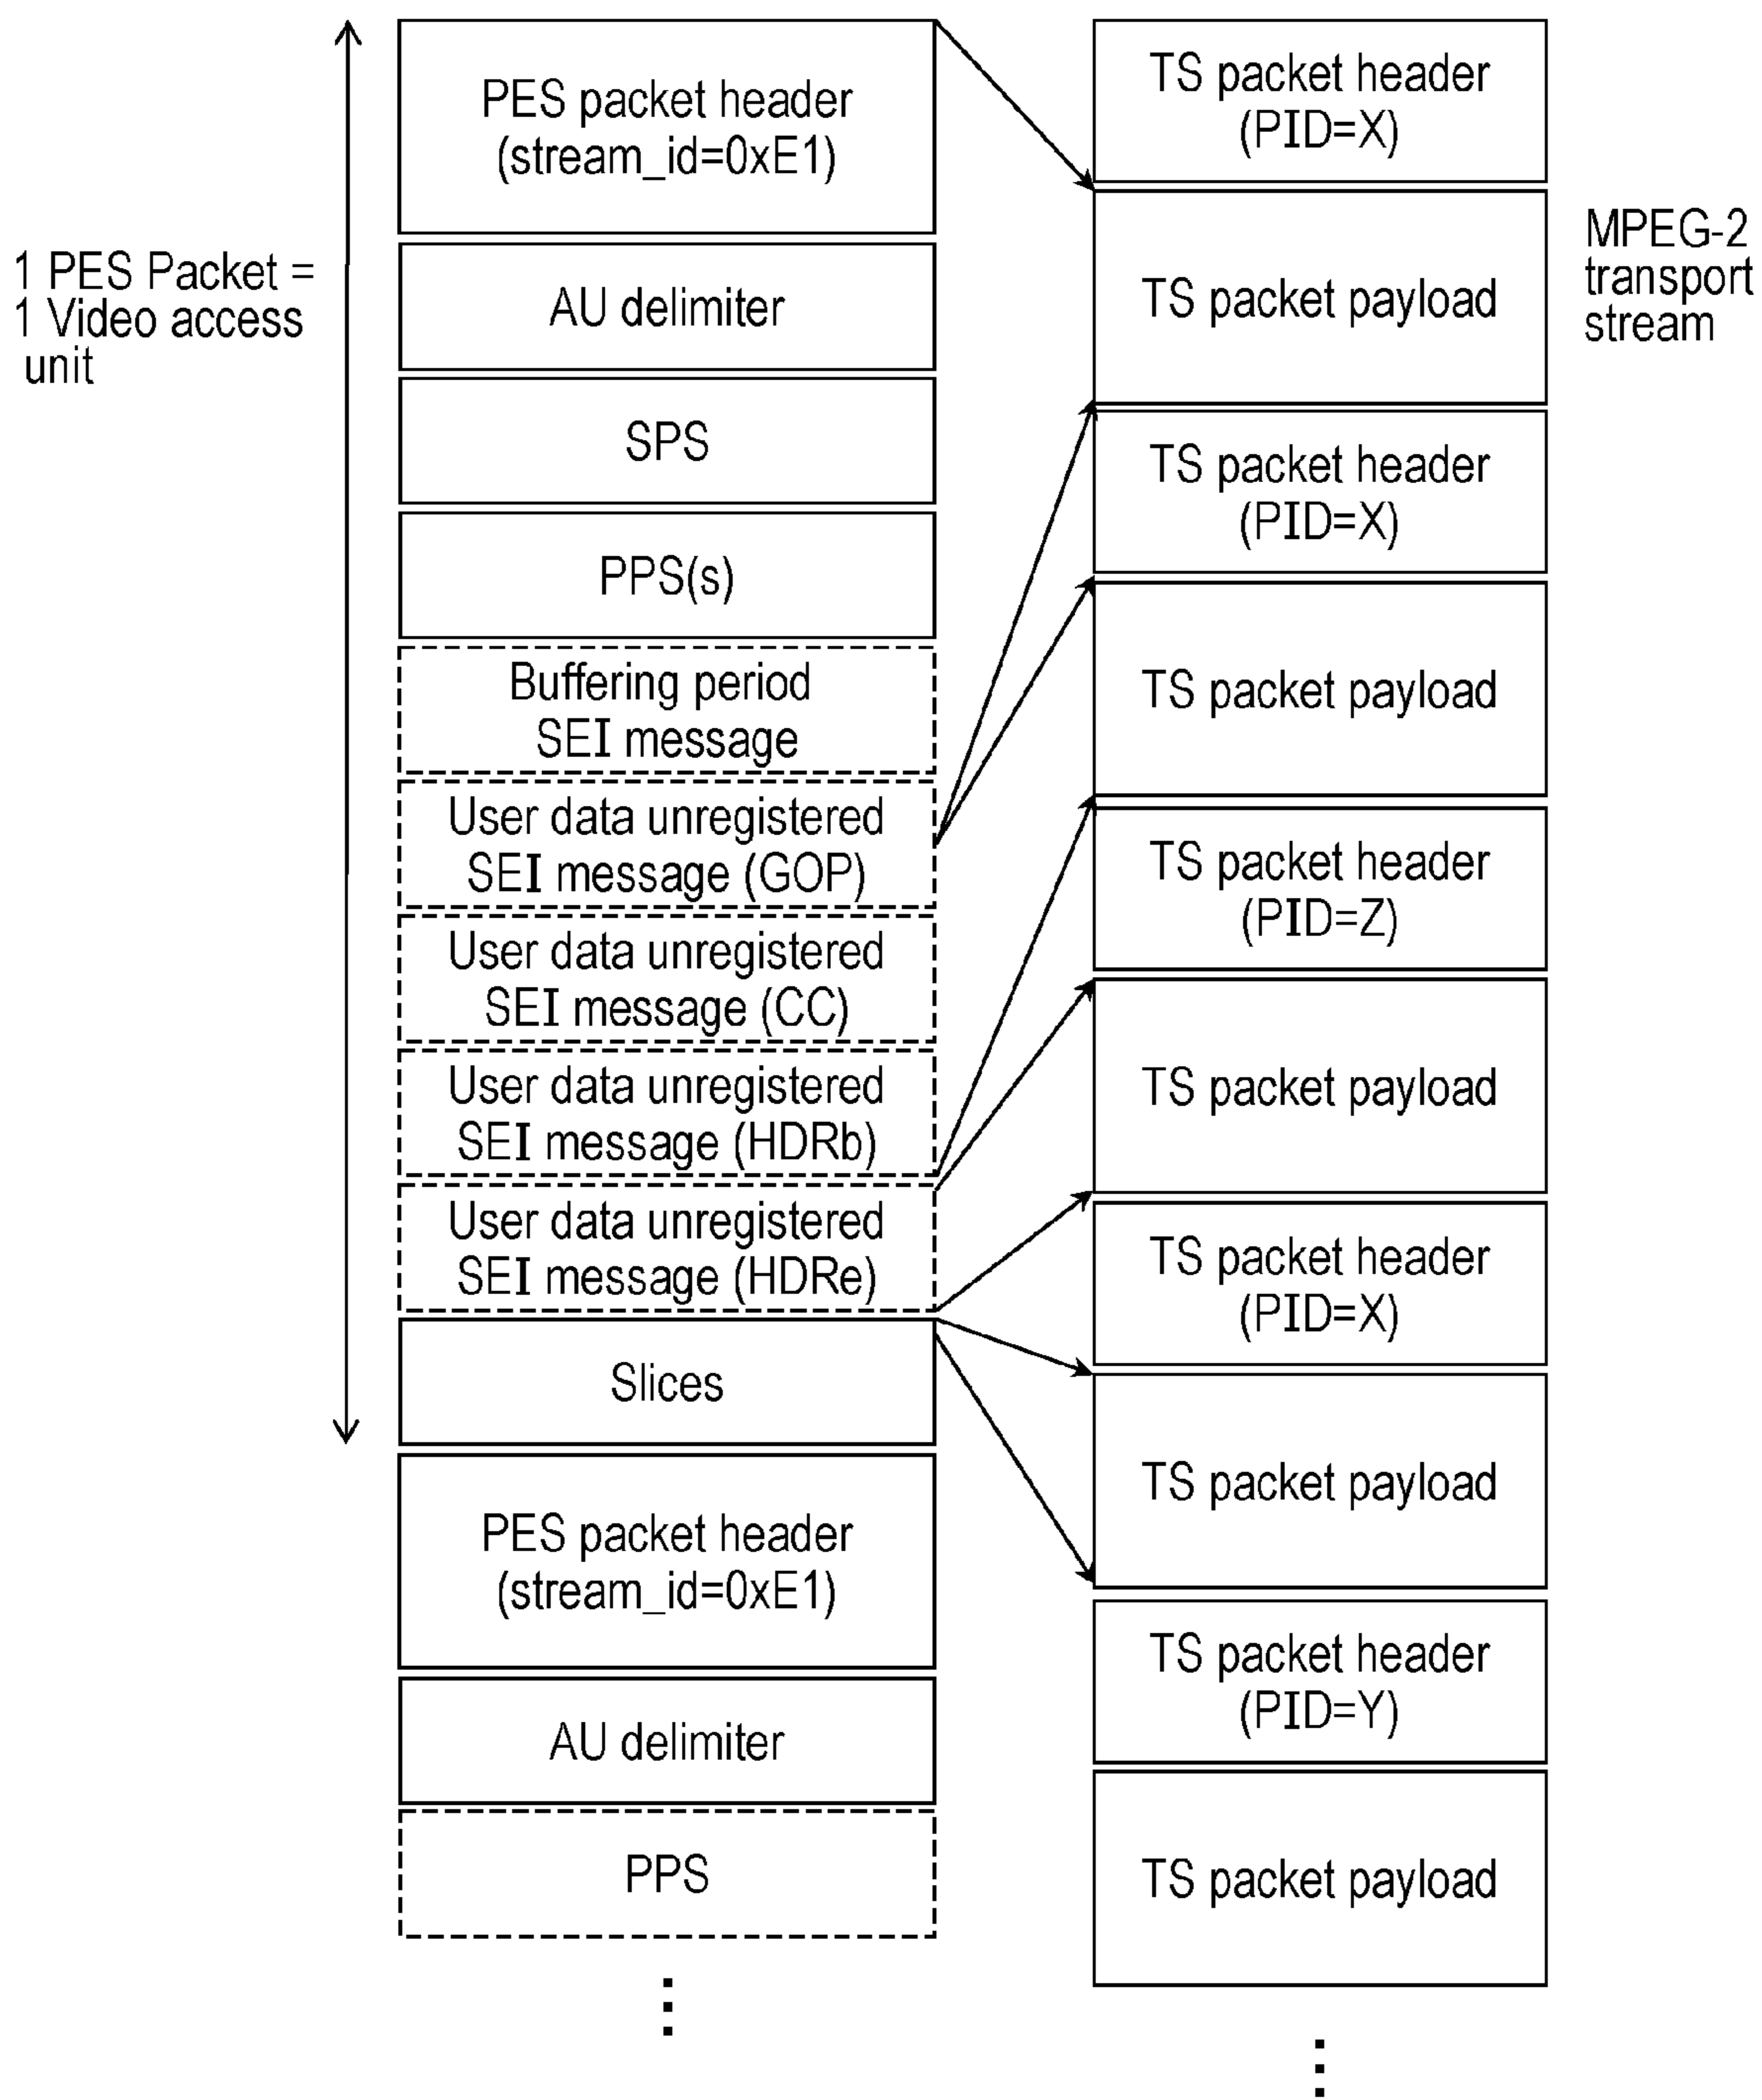 1 PES Packet =
1 Video access
unit
PES packet header
(stream_id=0xE1)
AU delimiter
SPS
PPS(s)
Buffering period
SEI message
User data unregistered
SEI message (GOP)
User data unregistered
SEI message (CC)
User data unregistered
SEI message (HDRb)
User data unregistered
SEI message (HDRe)
Slices
PES packet header
(stream_id=0xE1)
AU delimiter
PPS
TS packet header
(PID=X)
TS packet payload
TS packet header
(PID=X)
TS packet payload
TS packet header
(PID=Z)
TS packet payload
TS packet header
(PID=X)
TS packet payload
TS packet header
(PID=Y)
TS packet payload
MPEG-2
transport
stream